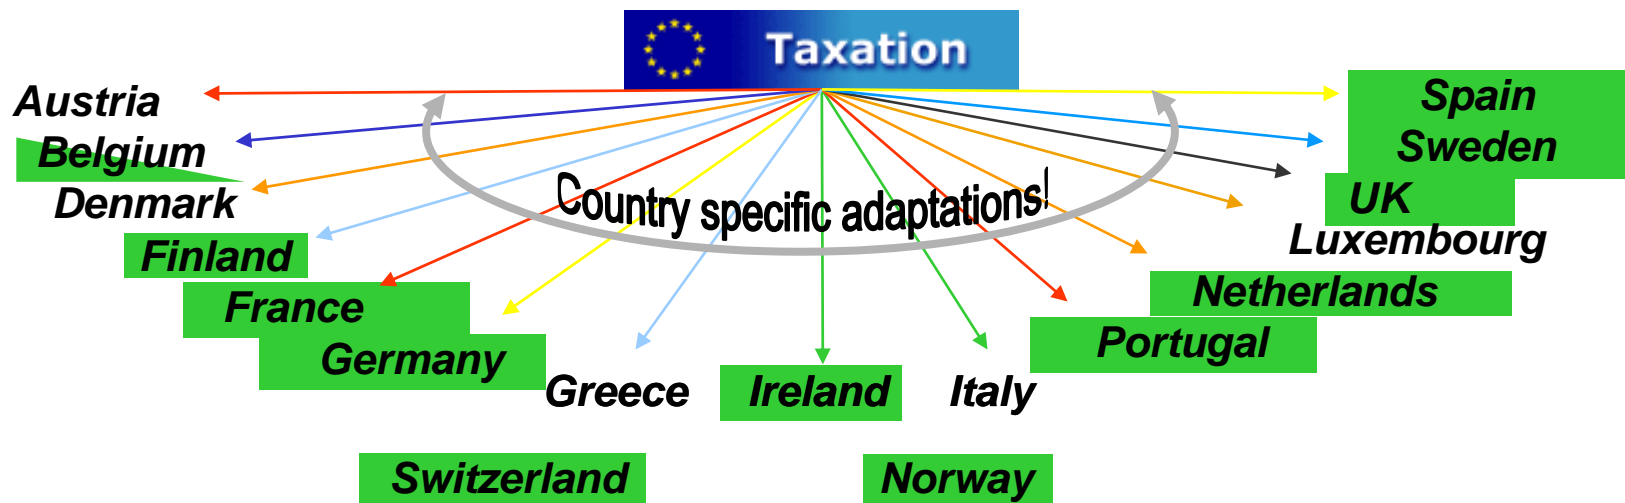 Taxation
Austria
Belgium
Denmark
Finland
France
Germany
Greece
Ireland
Italy
Portugal
Netherlands
Luxembourg
UK
Sweden
Spain
Country specific adaptations!
Switzerland
Norway